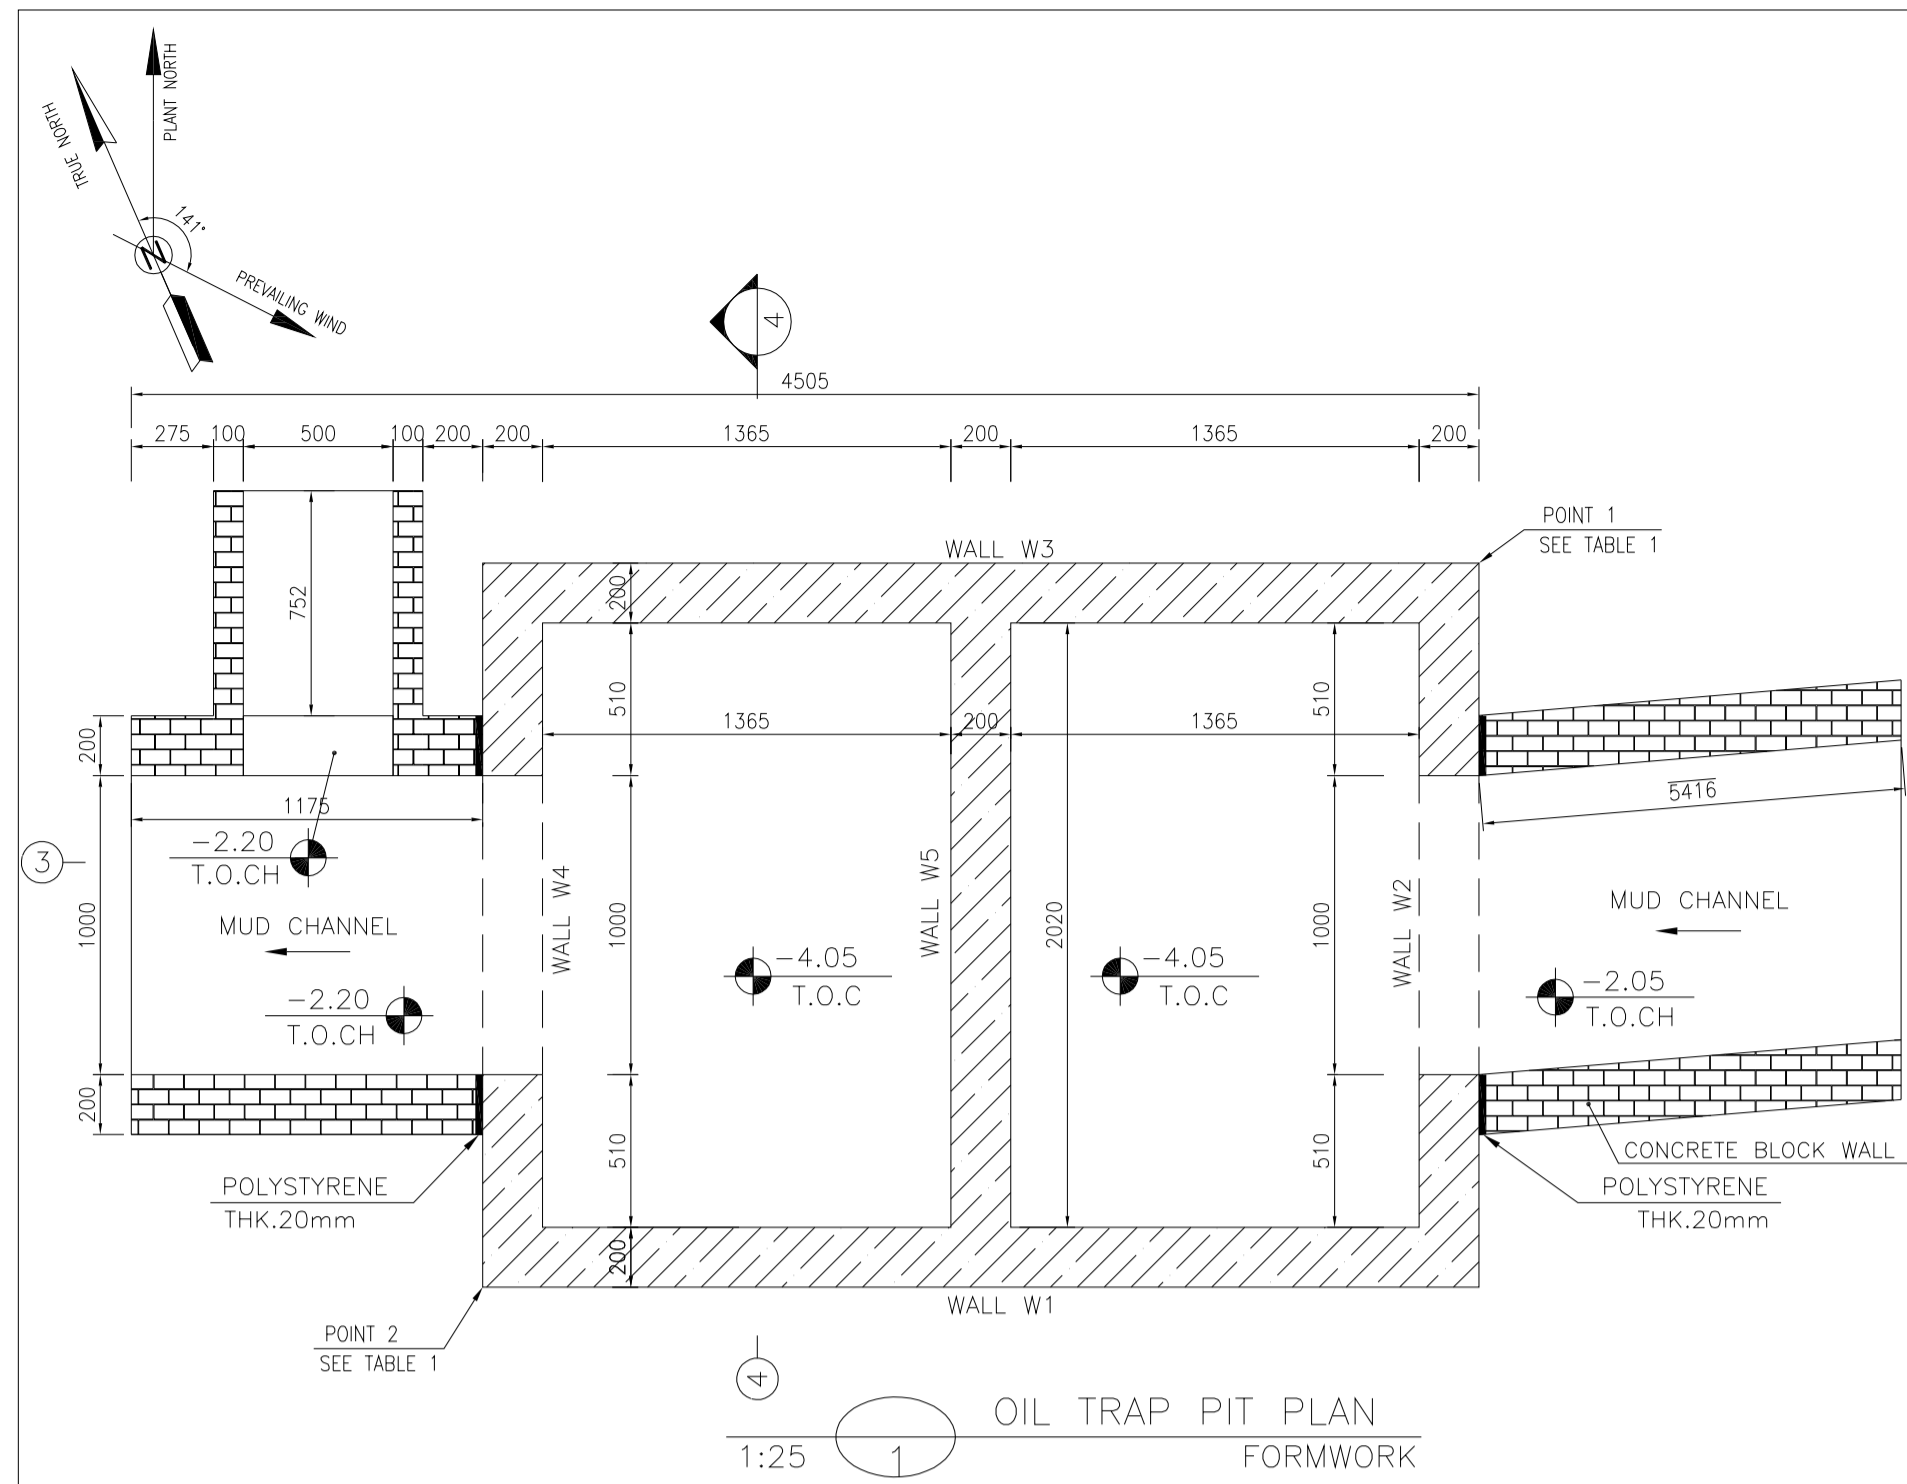 PLANT NORTH
TRUE NORTH
141°
N
PREVAILING WIND
4
4505
275 100 500 100 200 200 1365 200 1365 200
POINT 1
SEE TABLE 1
WALL W3
752
200
510
510
1365 200 1365
200
1175
5416
-2.20
T.O.CH
3
1000
MUD CHANNEL
WALL W4
1000
WALL W5
2020
1000
WALL W2
MUD CHANNEL
-4.05
T.O.C
-4.05
T.O.C
-2.20
T.O.CH
-2.05
T.O.CH
200
510
510
CONCRETE BLOCK WALL
POLYSTYRENE
THK.20mm
POLYSTYRENE
THK.20mm
200
WALL W1
POINT 2
SEE TABLE 1
4
OIL TRAP PIT PLAN
1:25
1
FORMWORK